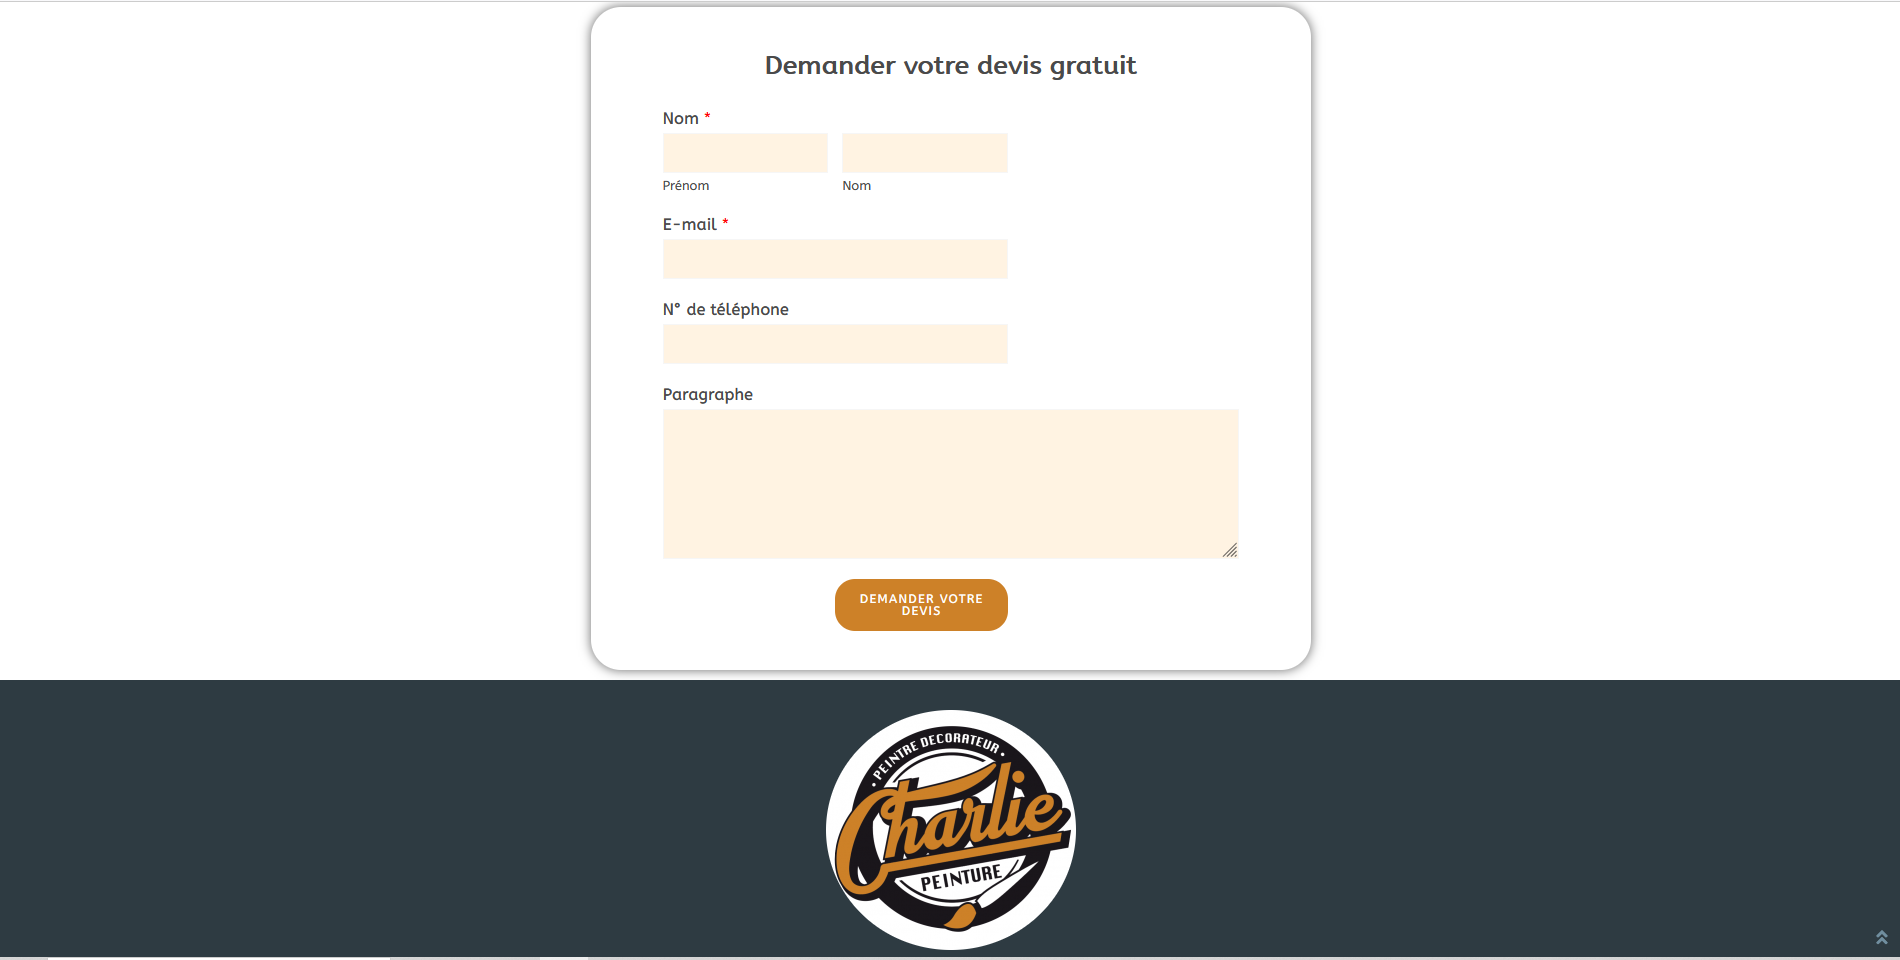 Demander votre devis gratuit
Nom *
Prénom
Nom
E-mail *
N° de téléphone
Paragraphe
DEMANDER VOTRE
DEVIS
• PEINTRE DECORATEUR •
Charlie
PEINTURE